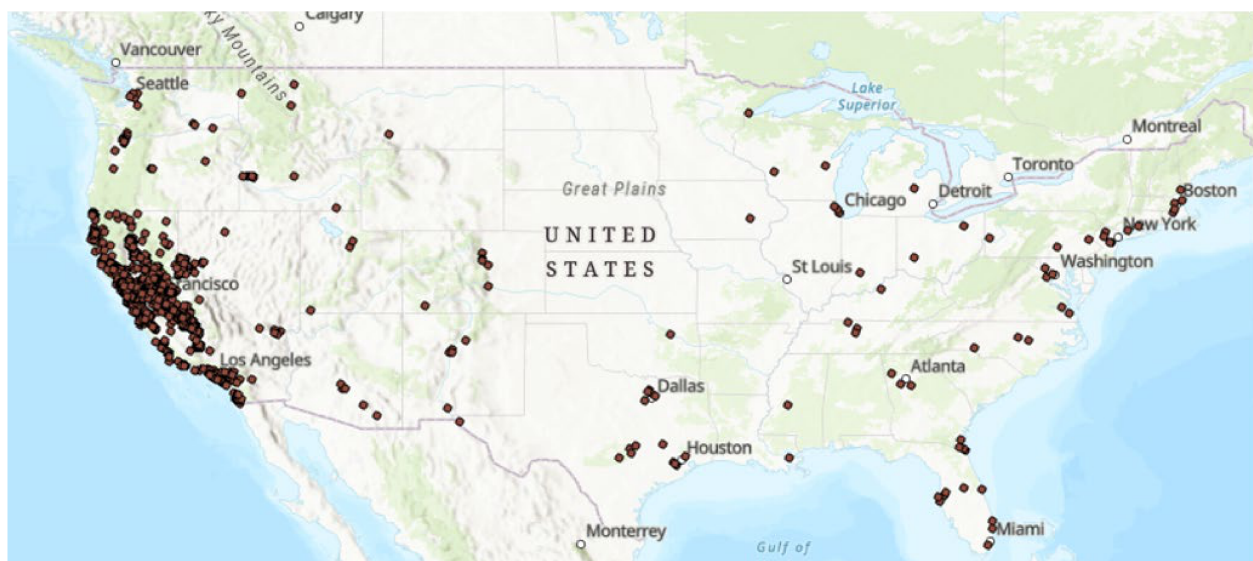 Calgary
Vancouver
ky Mountains
Seattle
Lake
Superior
Montreal
Toronto
Great Plains
Chicago
Detroit
Boston
New York
UNITED
STATES
St Louis
Washington
rancisco
Los Angeles
Atlanta
Dallas
Houston
Monterrey
Miami
Gulf of